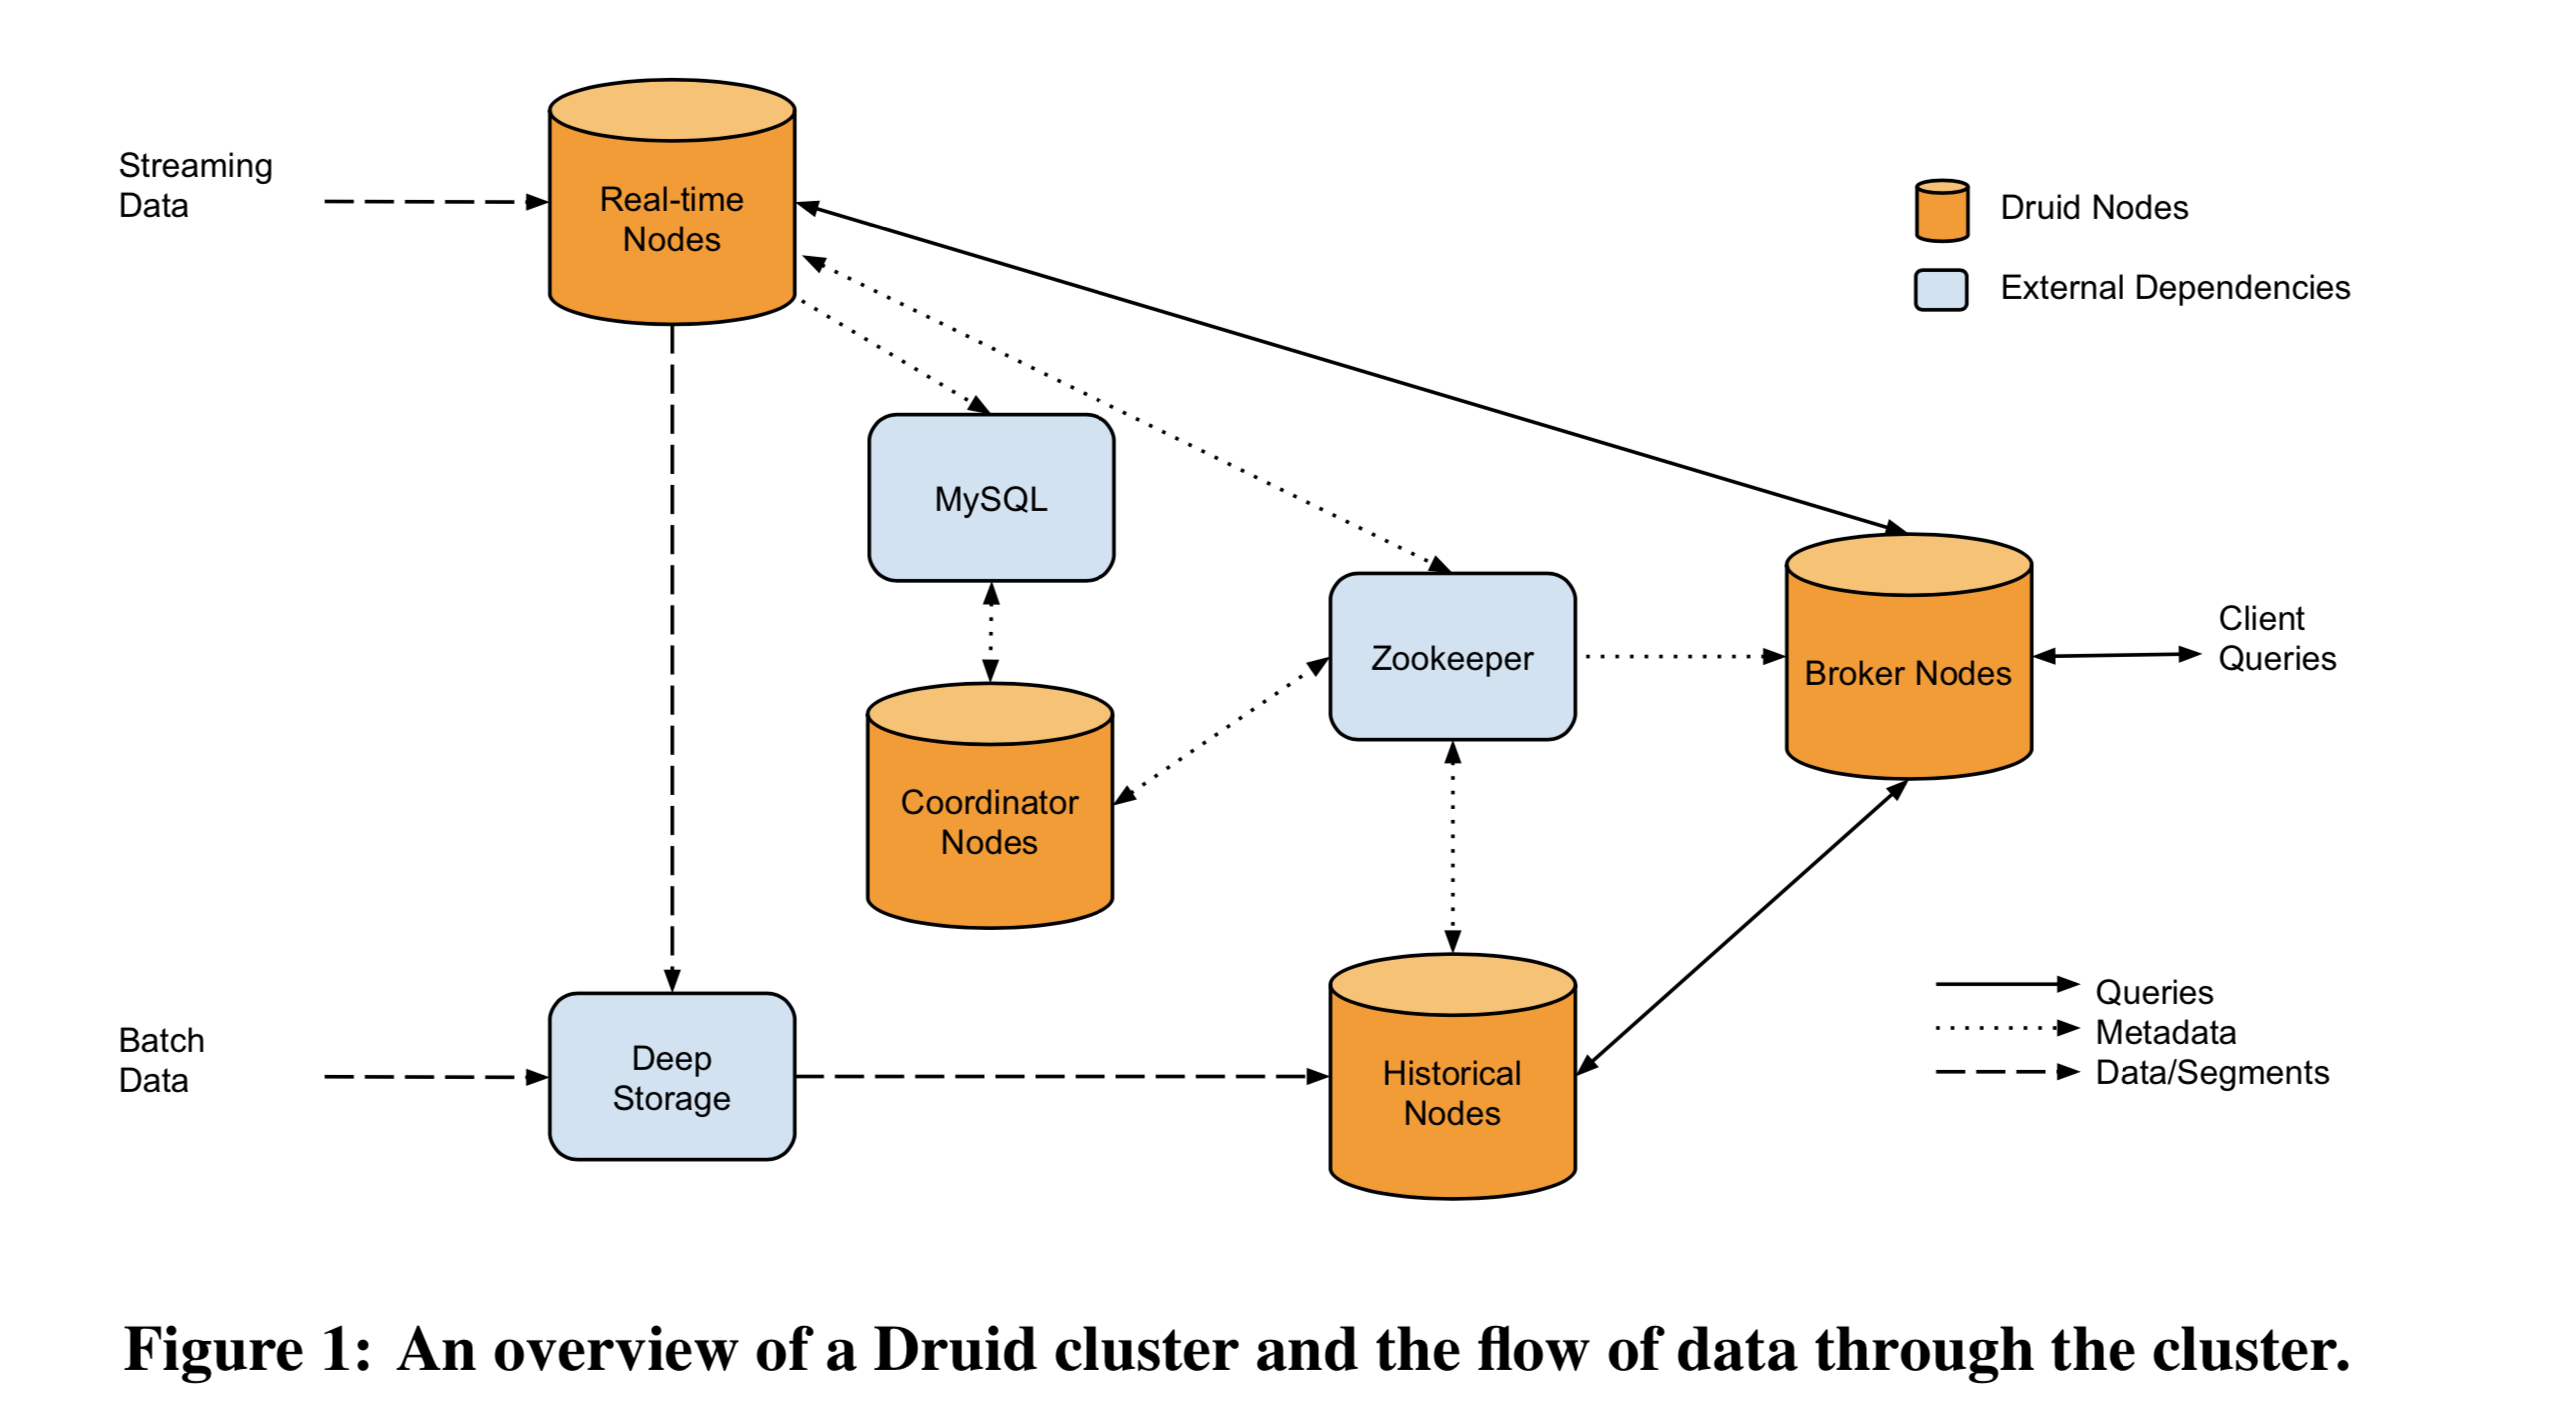 Streaming
Data
Real-time
Nodes
Druid Nodes
External Dependencies
MySQL
Zookeeper
Broker Nodes
Client
Queries
Coordinator
Nodes
Batch
Data
Deep
Storage
Historical
Nodes
Queries
Metadata
Data/Segments
Figure 1: An overview of a Druid cluster and the flow of data through the cluster.